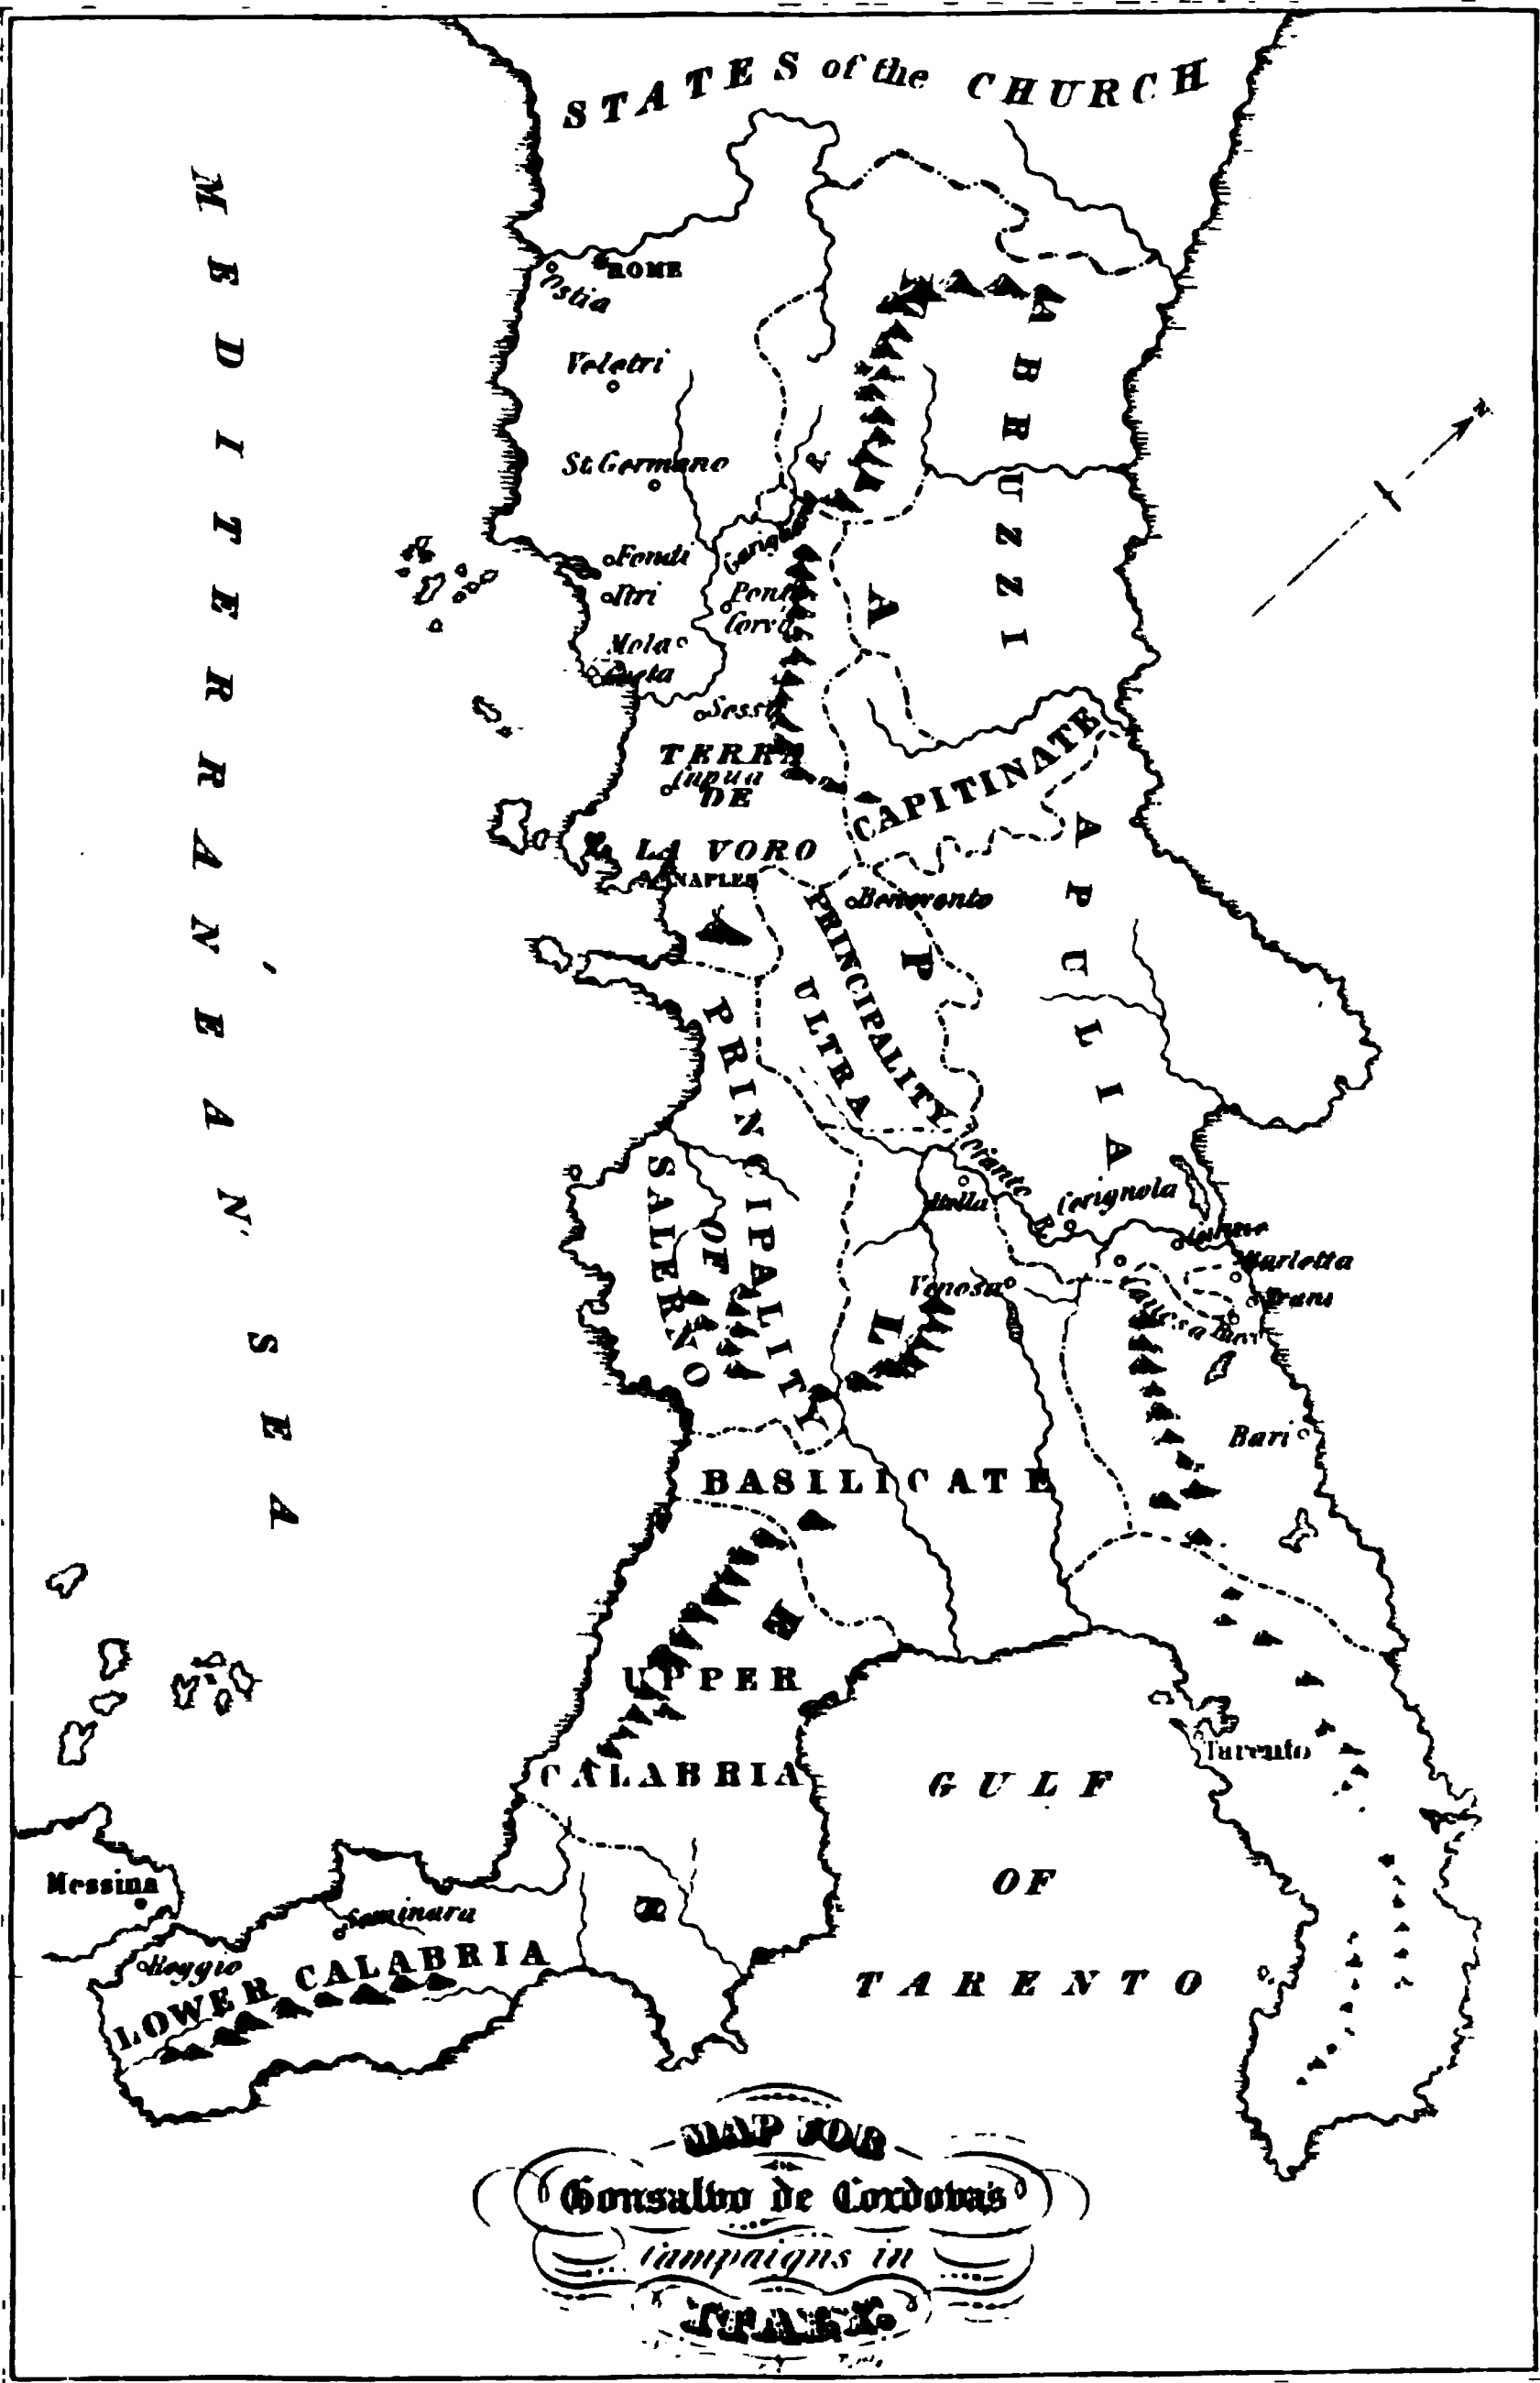 STATES of the CHURCH
MEDITERRANEAN SEA
ROME
Ostia
Veletri
St. Germano
ABRUZZI
N
Fondi
Itri
Mola
Gaeta
Sessa
TERRA
Capua
DE
LA VORO
NAPLES
CAPITINATE
APULIA
Benevento
PRINCIPALITY
ULTRA
PRINCIPALITY
OF
SALERNO
Cerignola
Venosa
Barletta
Trani
Bari
BASILICATE
UPPER
CALABRIA
Tarento
GULF
OF
TARENTO
Messina
Seminara
Reggio
LOWER CALABRIA
MAP FOR
Gonsalvo de Cordova's
Campaigns in
ITALY.